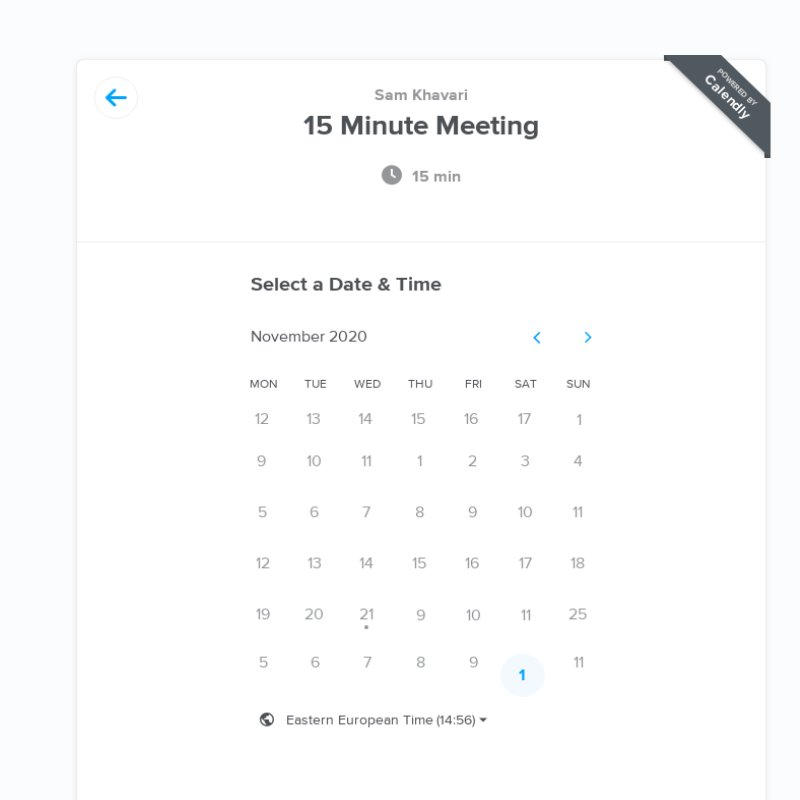 POWERED BY
Calendly
Sam Khavari
15 Minute Meeting
15 min
Select a Date & Time
November 2020
MON TUE WED THU FRI SAT SUN
12 13 14 15 16 17 1
9 10 11 1 2 3 4
5 6 7 8 9 10 11
12 13 14 15 16 17 18
19 20 21 9 10 11 25
5 6 7 8 9 1 11
Eastern European Time (14:56)